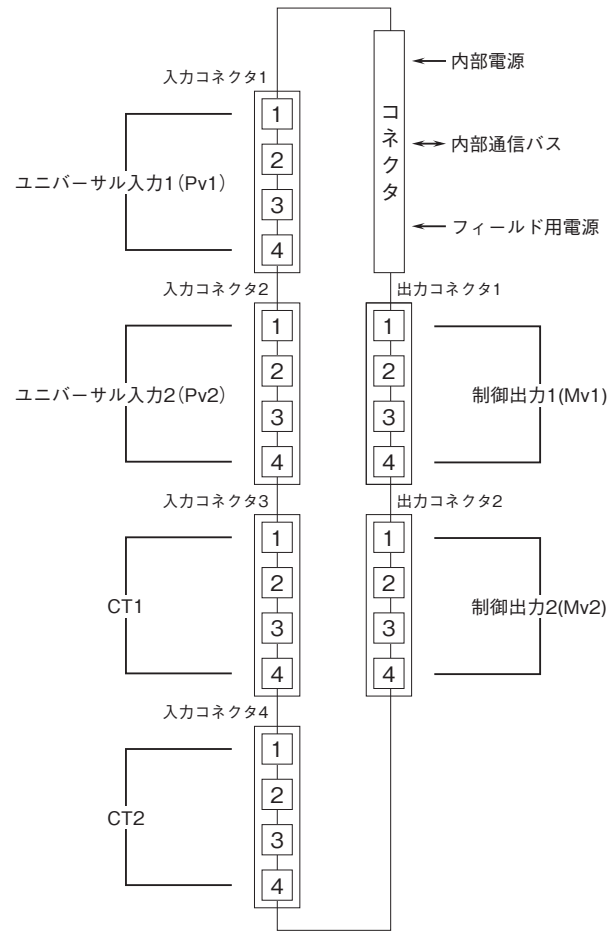 内部電源
入力コネクタ1
コネクタ
1
内部通信バス
2
ユニバーサル入力1(Pv1)
3
フィールド用電源
4
入力コネクタ2
出力コネクタ1
1
1
2
2
ユニバーサル入力2(Pv2)
制御出力1(Mv1)
3
3
4
4
入力コネクタ3
出力コネクタ2
1
1
2
2
CT1
制御出力2(Mv2)
3
3
4
4
入力コネクタ4
1
2
CT2
3
4